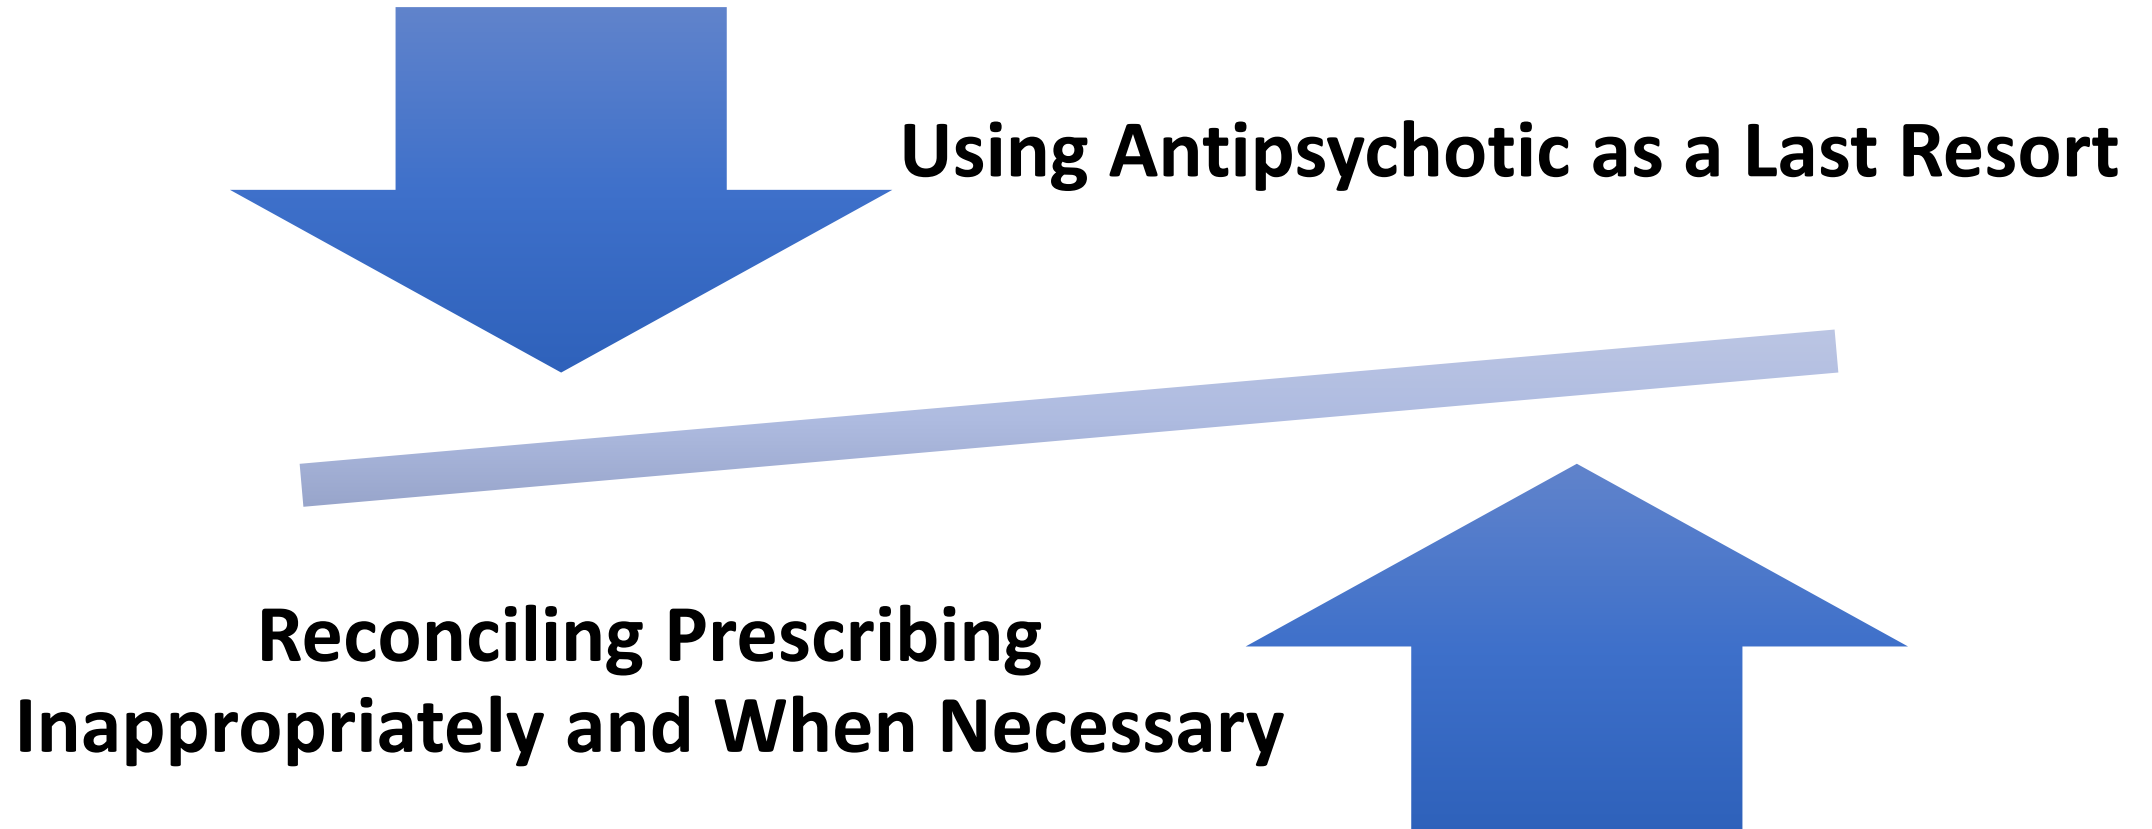 Using Antipsychotic as a Last Resort
Reconciling Prescribing
Inappropriately and When Necessary